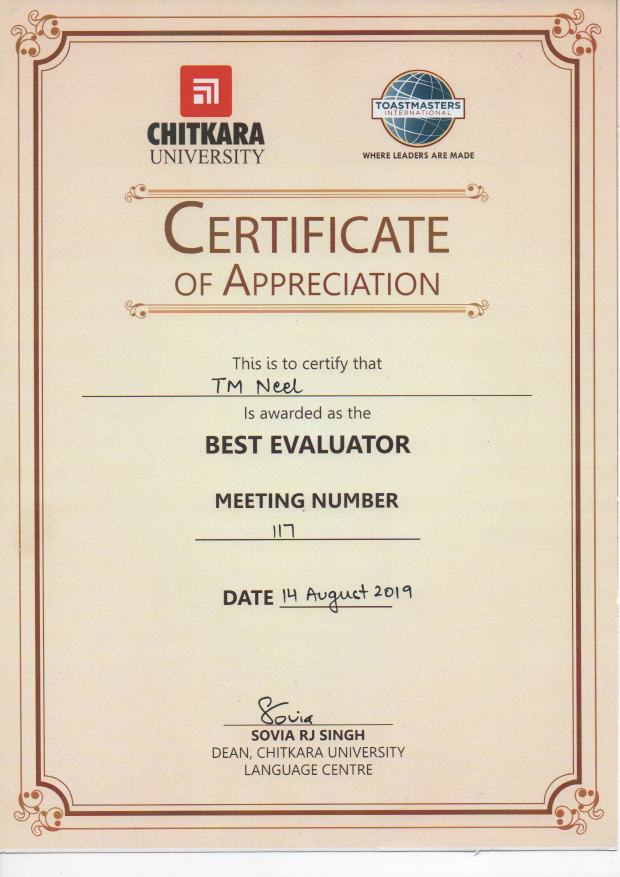 CHITKARA
UNIVERSITY
TOASTMASTERS
INTERNATIONAL
WHERE LEADERS ARE MADE
CERTIFICATE
OF APPRECIATION
This is to certify that
TM Neel
Is awarded as the
BEST EVALUATOR
MEETING NUMBER
117
DATE 14 August 2019
Sovia
SOVIA RJ SINGH
DEAN, CHITKARA UNIVERSITY
LANGUAGE CENTRE